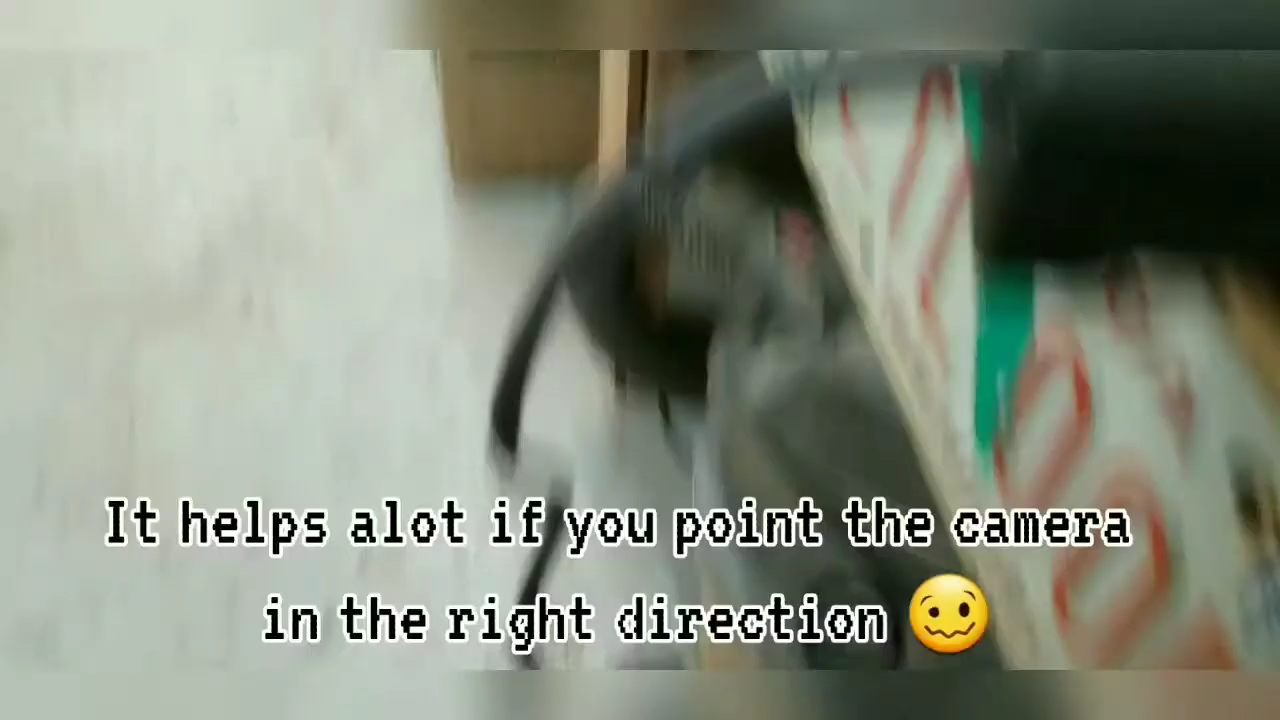 It helps alot if you point the camera
in the right direction 🥴